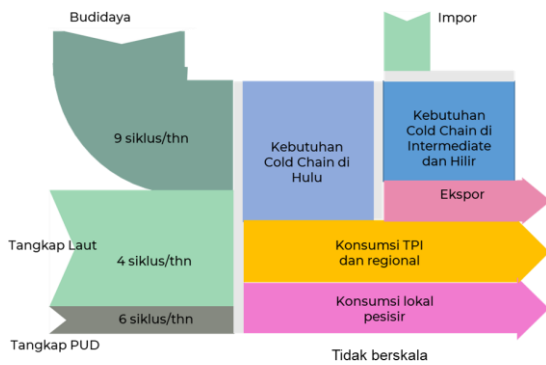 Budidaya
Impor
9 siklus/thn
Kebutuhan
Cold Chain di
Hulu
Kebutuhan
Cold Chain di
Intermediate
dan Hilir
Ekspor
Tangkap Laut
4 siklus/thn
Konsumsi TPI
dan regional
6 siklus/thn
Konsumsi lokal
pesisir
Tangkap PUD
Tidak berskala